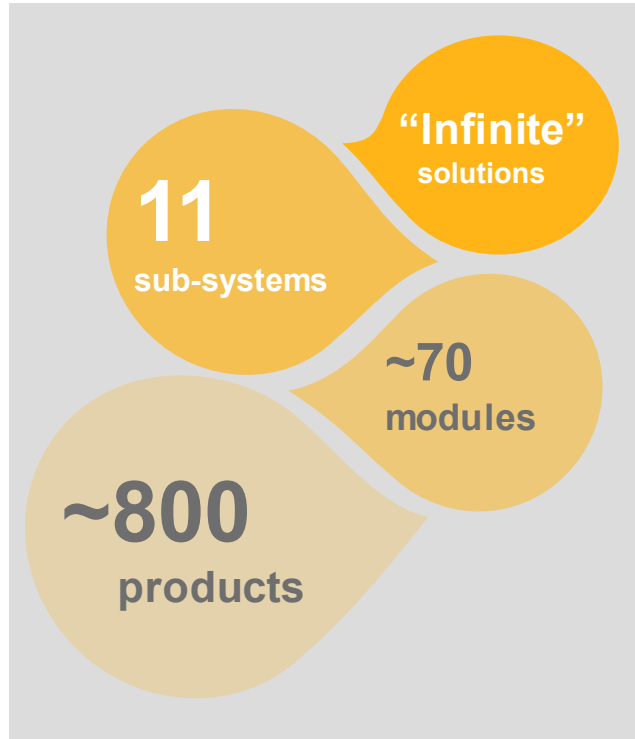 “Infinite”
solutions
11
sub-systems
~70
modules
~800
products